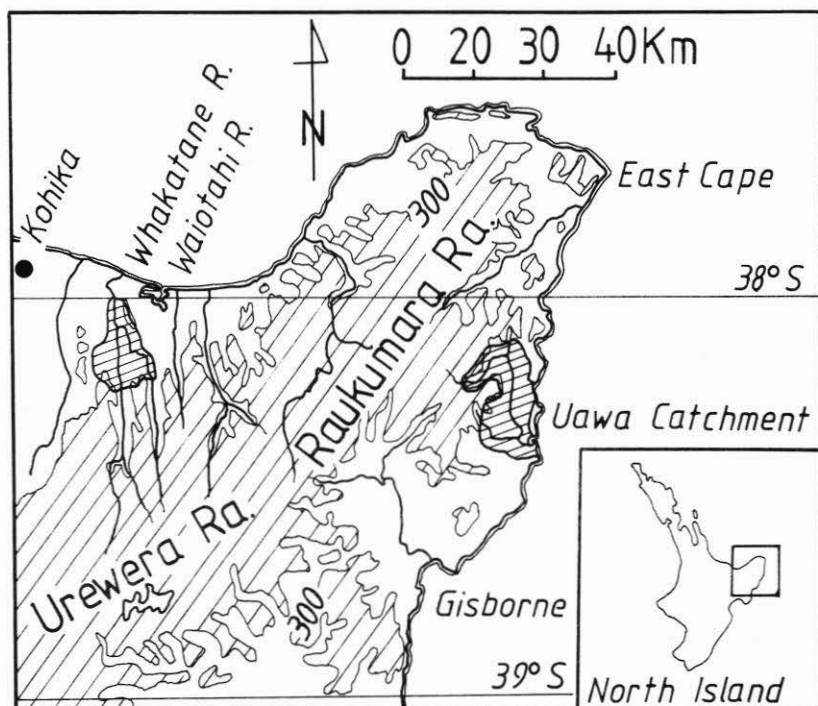 0 20 30 40Km
N
Kohika
Whakatane R.
Waiotahi R.
East Cape
300
38° S
Raukumara Ra.
Uawa Catchment
Urewera Ra.
300
Gisborne
39° S
North Island